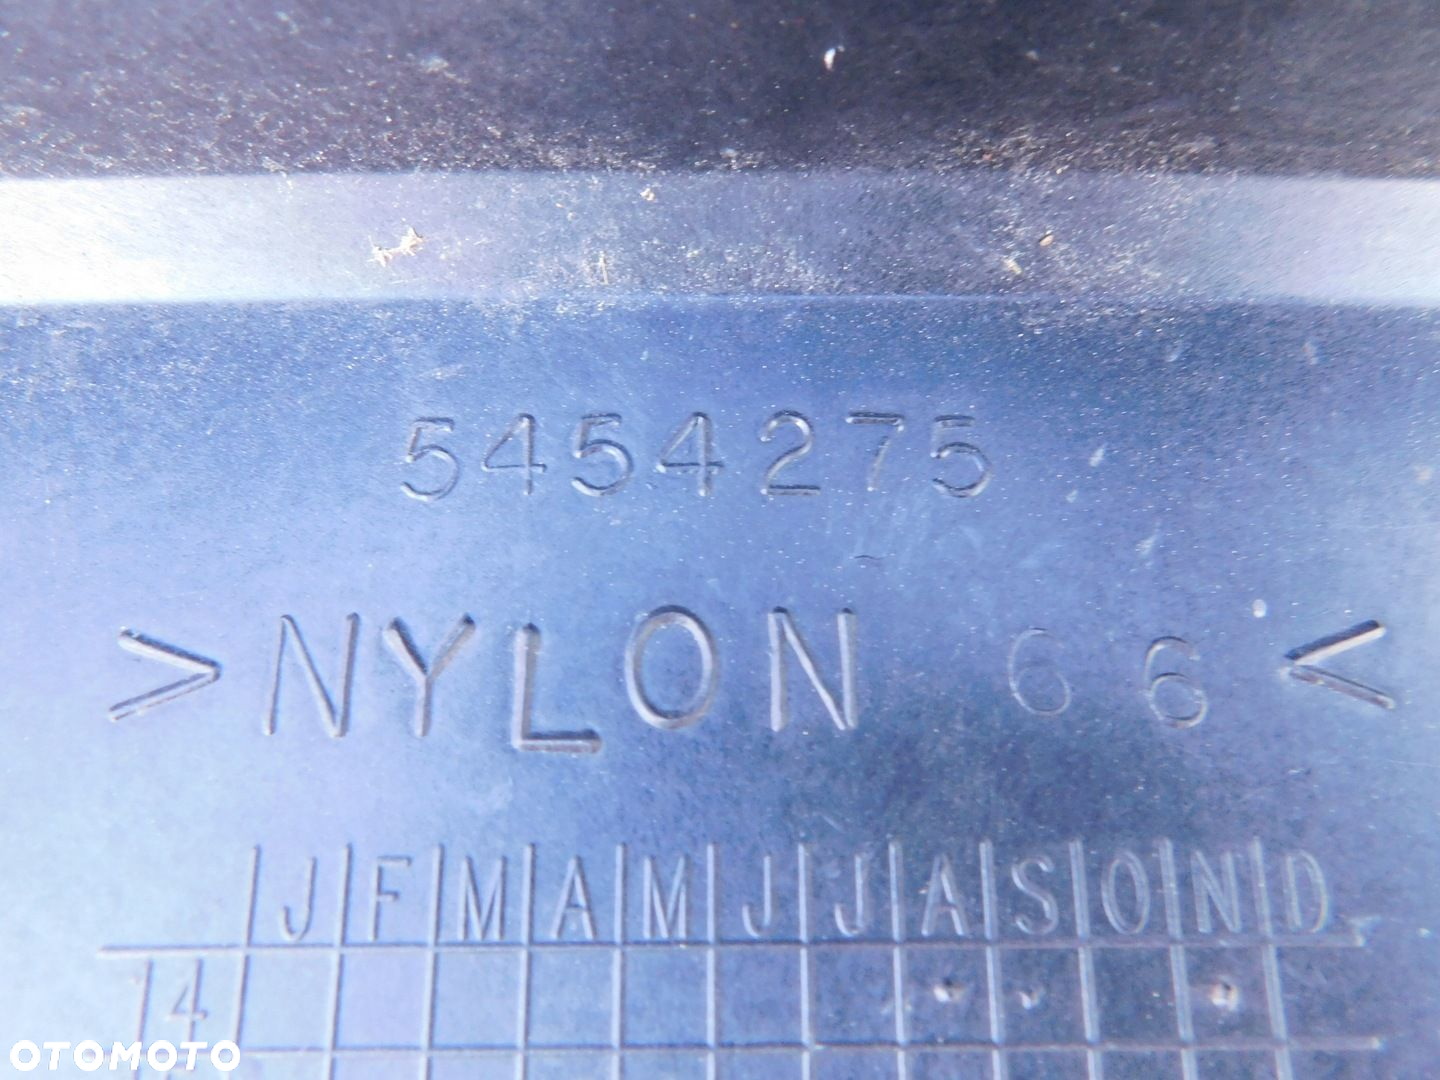 5454275
>NYLON 66<
J F M A M J J A S O N D
14
OTOMOTO